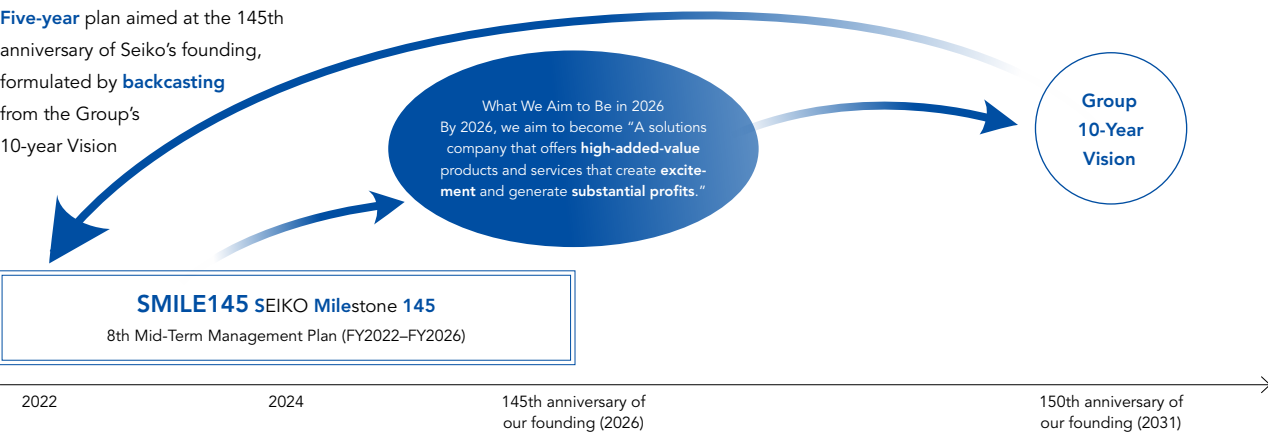 Five-year plan aimed at the 145th
anniversary of Seiko’s founding,
formulated by backcasting
from the Group’s
10-year Vision
What We Aim to Be in 2026
By 2026, we aim to become “A solutions
company that offers high-added-value
products and services that create excite-
ment and generate substantial profits.”
Group
10-Year
Vision
SMILE145 SEIKO Milestone 145
8th Mid-Term Management Plan (FY2022–FY2026)
2022
2024
145th anniversary of
our founding (2026)
150th anniversary of
our founding (2031)